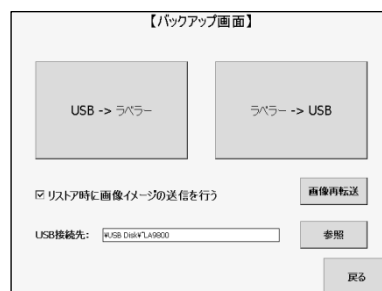 【バックアップ画面】
USB -> ラベラー
ラベラー -> USB
☑ リストア時に画像イメージの送信を行う
画像再転送
USB接続先: ¥USB Disk¥TLA9800
参照
戻る